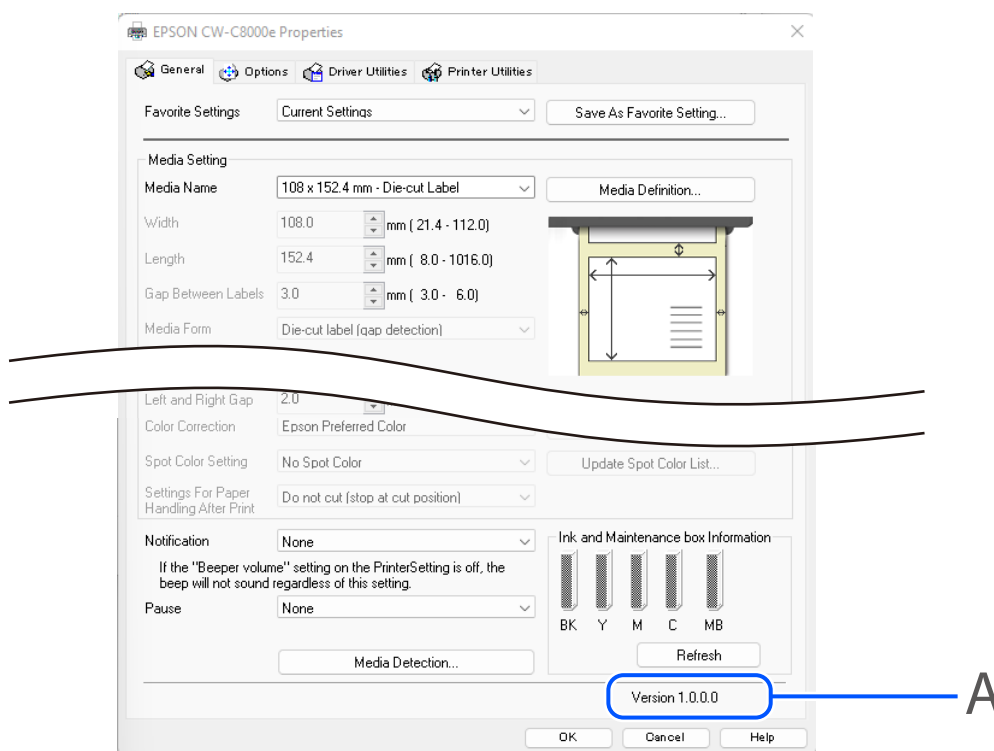 EPSON CW-C8000e Properties
General Options Driver Utilities Printer Utilities
Favorite Settings Current Settings Save As Favorite Setting...
Media Setting
Media Name 108 x 152.4 mm - Die-cut Label Media Definition...
Width 108.0 mm ( 21.4 - 112.0)
Length 152.4 mm ( 8.0 - 1016.0)
Gap Between Labels 3.0 mm ( 3.0 - 6.0)
Media Form Die-cut label (gap detection)
Left and Right Gap 2.0
Color Correction Epson Preferred Color
Spot Color Setting No Spot Color Update Spot Color List...
Settings For Paper
Handling After Print Do not cut (stop at cut position)
Notification None
If the "Beeper volume" setting on the PrinterSetting is off, the
beep will not sound regardless of this setting.
Pause None
Media Detection...
Ink and Maintenance box Information
BK Y M C MB
Refresh
Version 1.0.0.0
A
OK Cancel Help